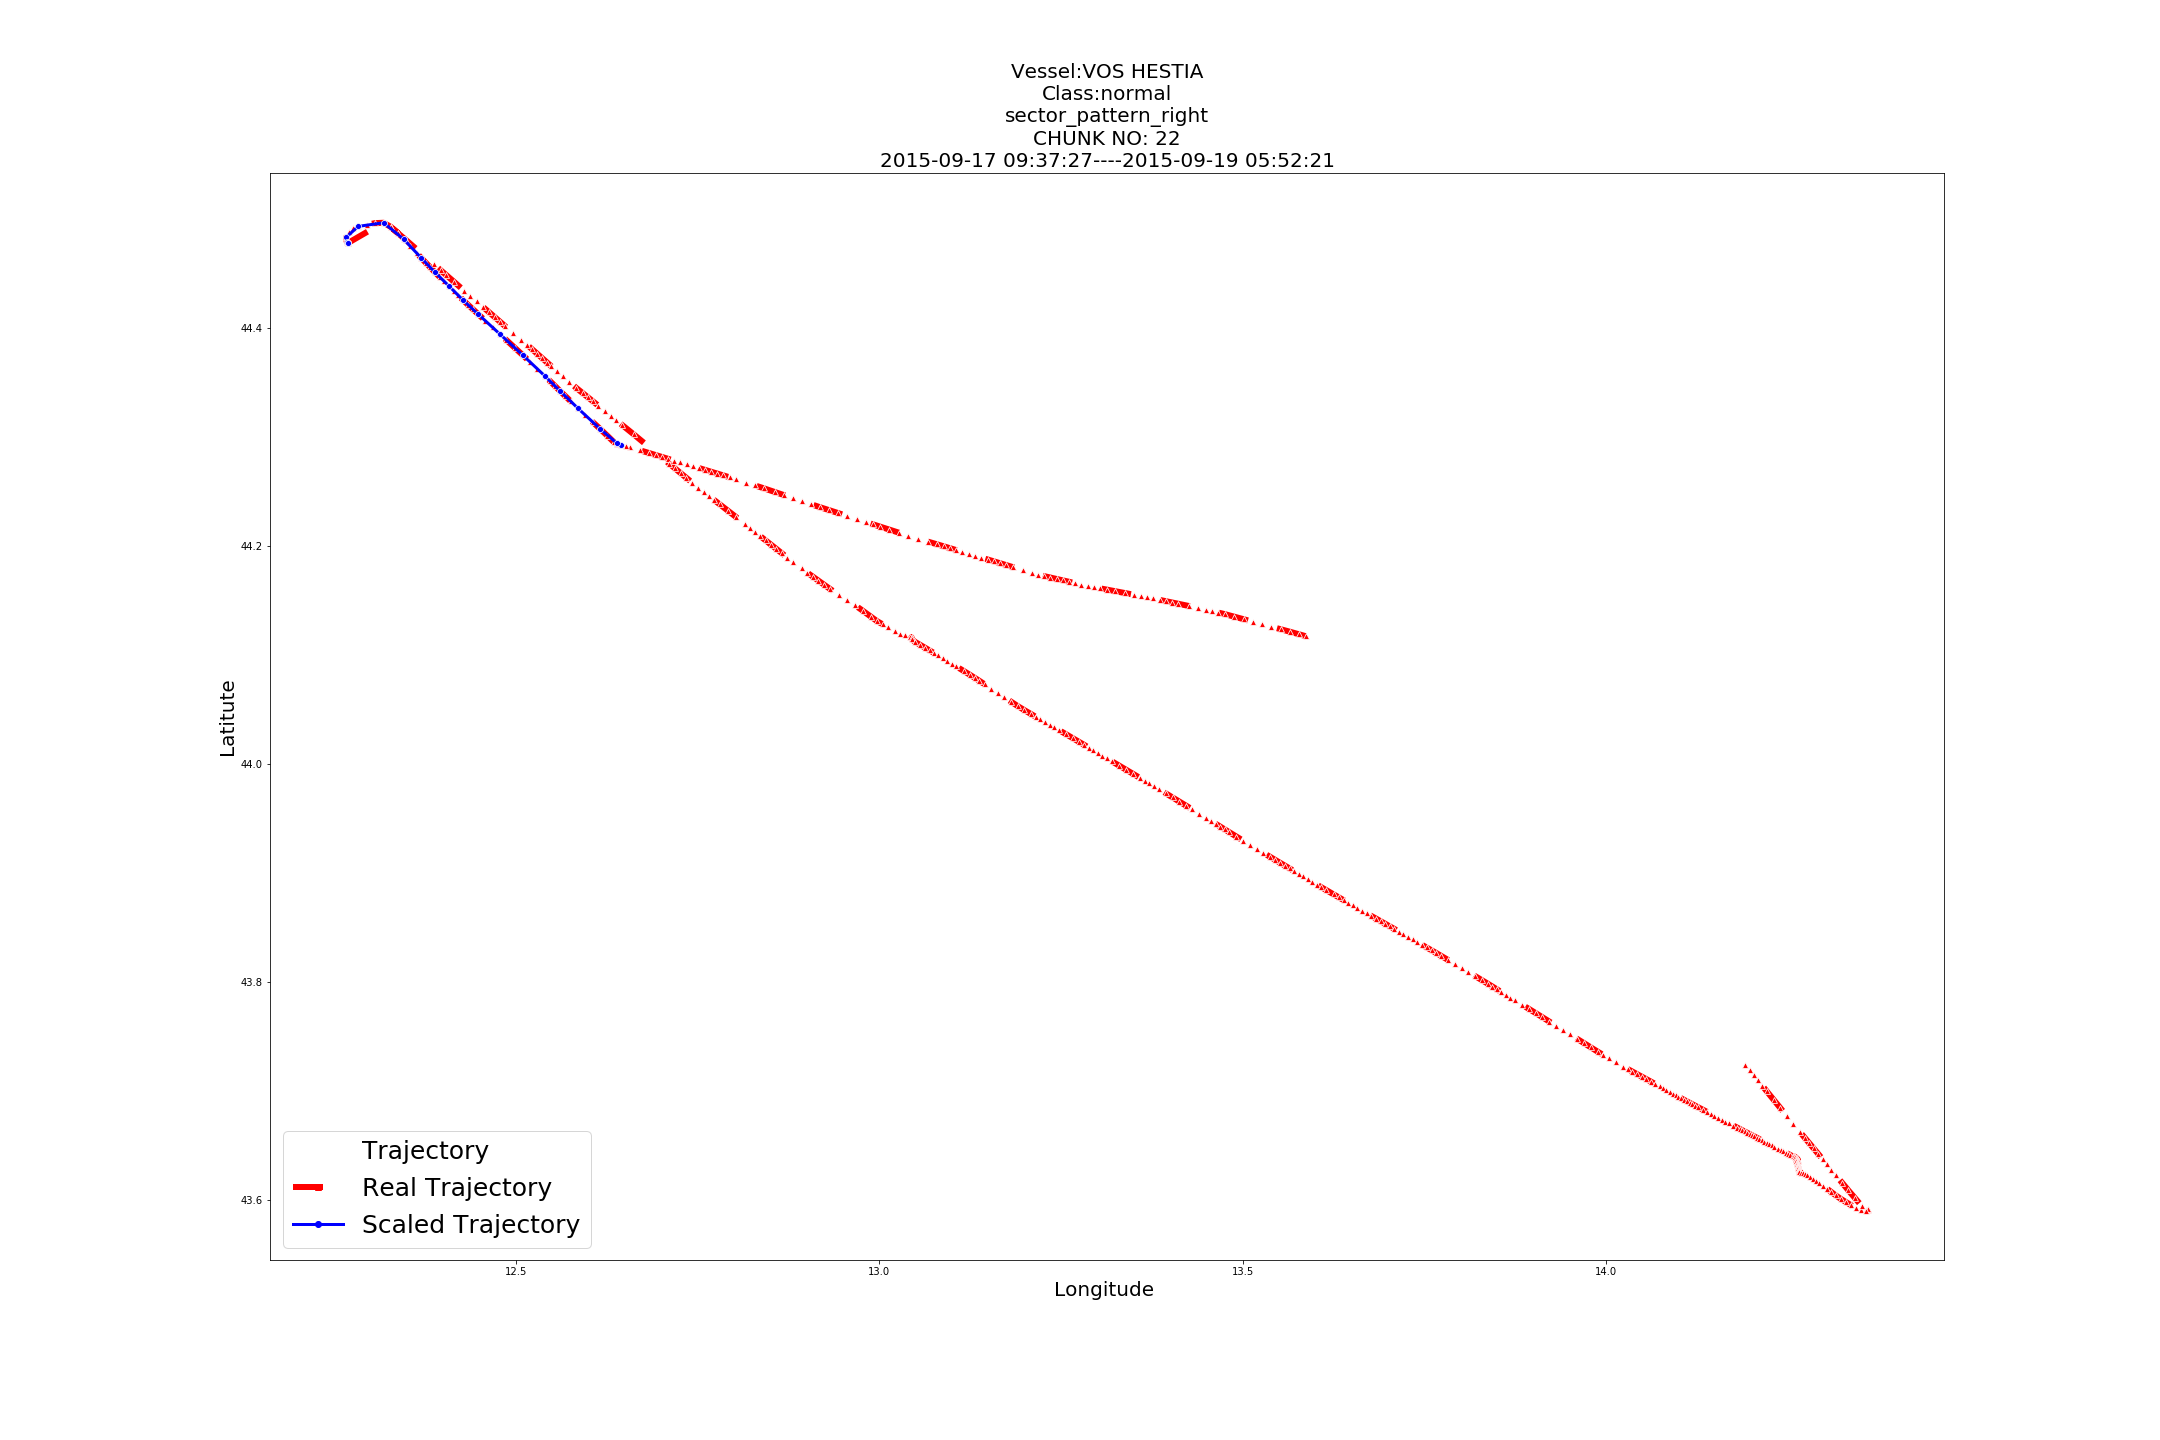 Vessel:VOS HESTIA
Class:normal
sector_pattern_right
CHUNK NO: 22
2015-09-17 09:37:27----2015-09-19 05:52:21
44.4
44.2
44.0
43.8
43.6
Latitute
Trajectory
Real Trajectory
Scaled Trajectory
12.5
13.0
13.5
14.0
Longitude